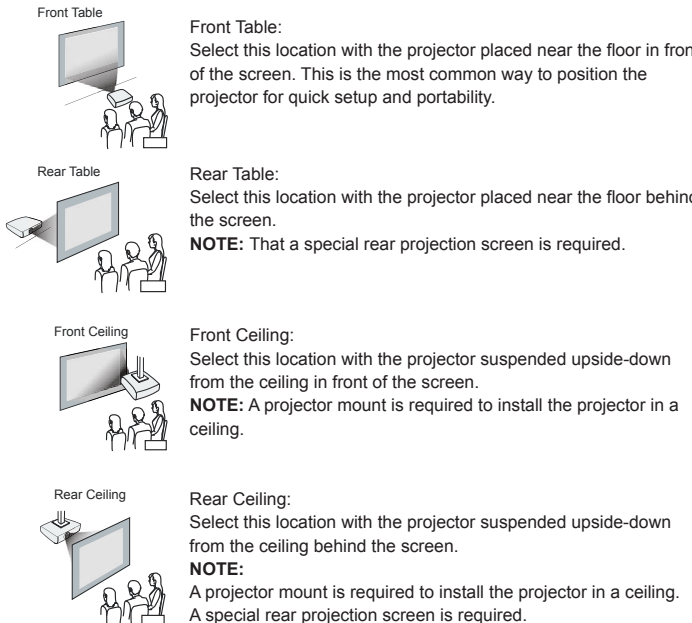 Front Table
Front Table:
Select this location with the projector placed near the floor in fron
of the screen. This is the most common way to position the
projector for quick setup and portability.
Rear Table
Rear Table:
Select this location with the projector placed near the floor behind
the screen.
NOTE: That a special rear projection screen is required.
Front Ceiling
Front Ceiling:
Select this location with the projector suspended upside-down
from the ceiling in front of the screen.
NOTE: A projector mount is required to install the projector in a
ceiling.
Rear Ceiling
Rear Ceiling:
Select this location with the projector suspended upside-down
from the ceiling behind the screen.
NOTE:
A projector mount is required to install the projector in a ceiling.
A special rear projection screen is required.